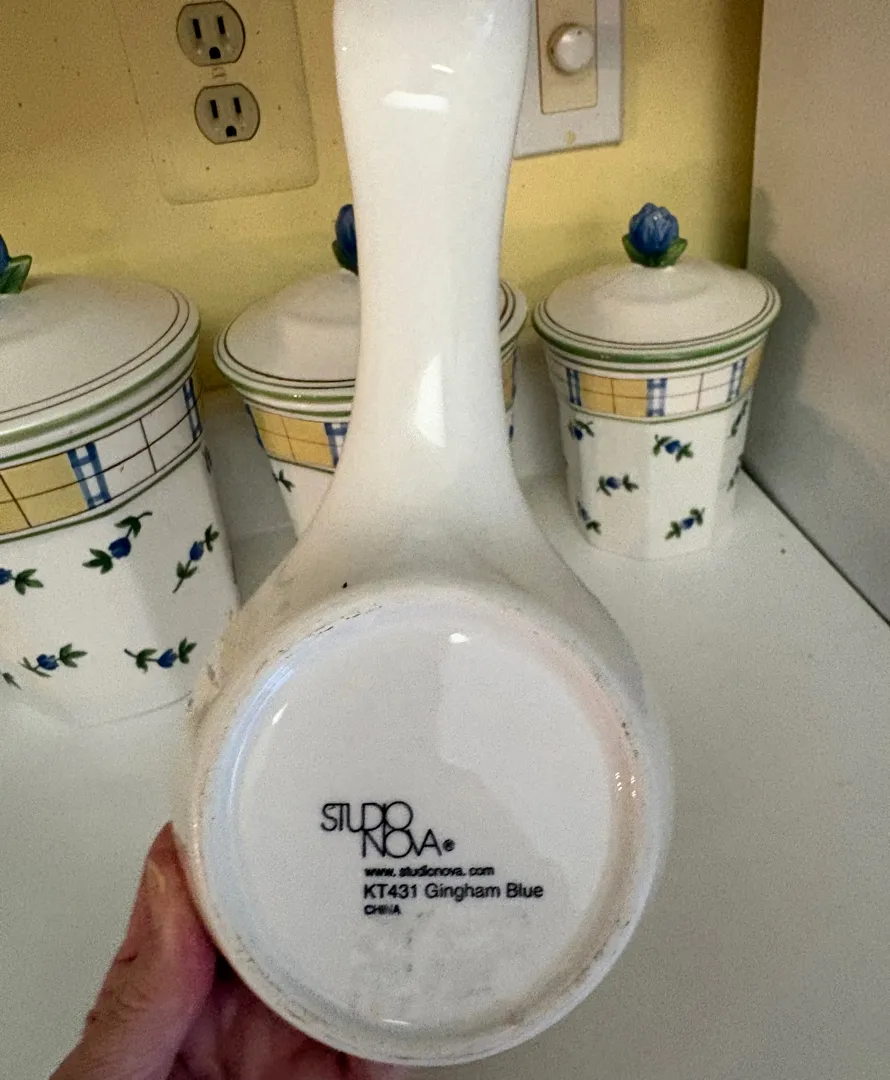 STUDIO
NOVA®
www.studionova.com
KT431 Gingham Blue
CHINA